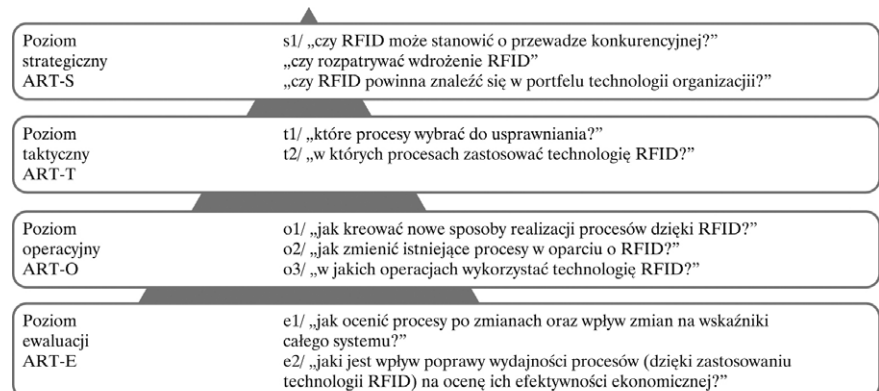 Poziom
strategiczny
ART-S
s1/ „czy RFID może stanowić o przewadze konkurencyjnej?”
„czy rozpatrywać wdrożenie RFID”
„czy RFID powinna znaleźć się w portfelu technologii organizacjii?”
Poziom
taktyczny
ART-T
t1/ „które procesy wybrać do usprawniania?”
t2/ „w których procesach zastosować technologię RFID?”
Poziom
operacyjny
ART-O
o1/ „jak kreować nowe sposoby realizacji procesów dzięki RFID?”
o2/ „jak zmienić istniejące procesy w oparciu o RFID?”
o3/ „w jakich operacjach wykorzystać technologię RFID?”
Poziom
ewaluacji
ART-E
e1/ „jak ocenić procesy po zmianach oraz wpływ zmian na wskaźniki
całego systemu?”
e2/ „jaki jest wpływ poprawy wydajności procesów (dzięki zastosowaniu
technologii RFID) na ocenę ich efektywności ekonomicznej?”